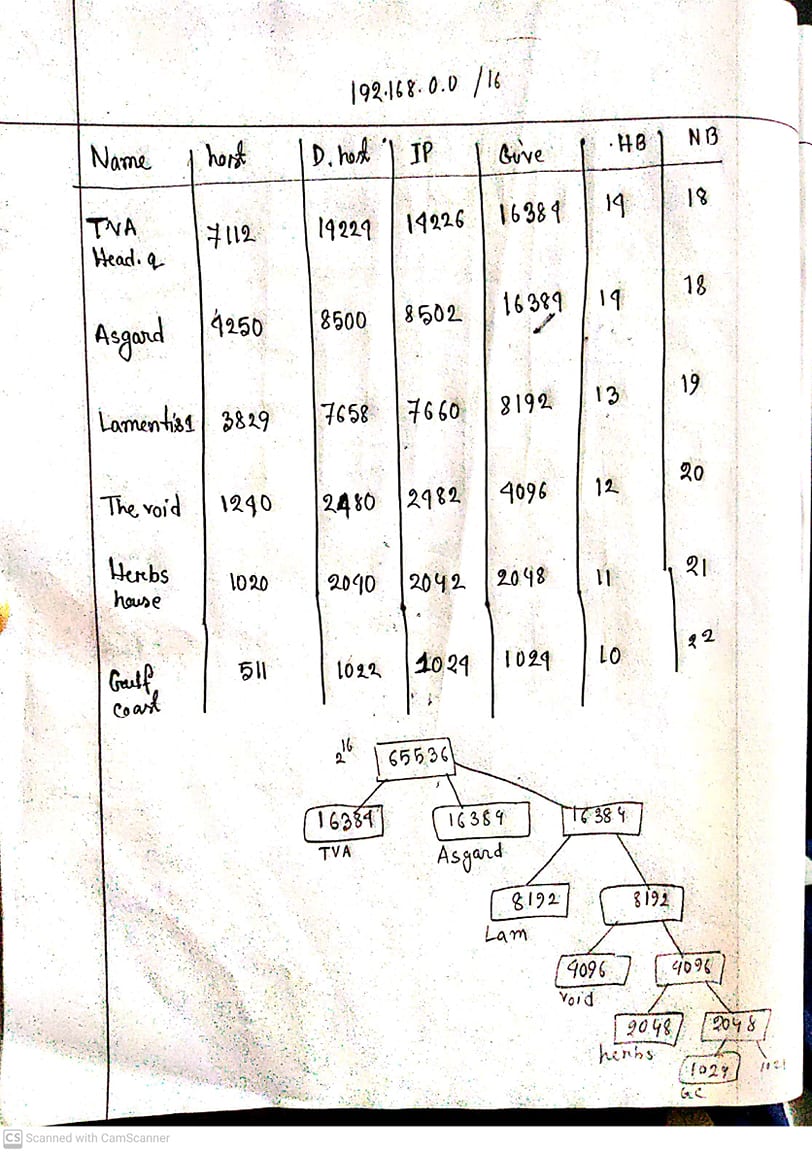 192.168.0.0 /16
Name host D. host IP Give HB NB
TVA 7112 14224 14226 16384 14 18
Head.q
Asgard 4250 8500 8502 16384 14 18
Lamentis1 3829 7658 7660 8192 13 19
The void 1240 2480 2482 4096 12 20
Herbs 1020 2040 2042 2048 11 21
house
Gulf 511 1022 1024 1024 10 22
coast
2^16 65536
16384 16384 16384
TVA Asgard
8192 8192
Lam
4096 4096
void
2048 2048
herbs
1024
GC
CS Scanned with CamScanner